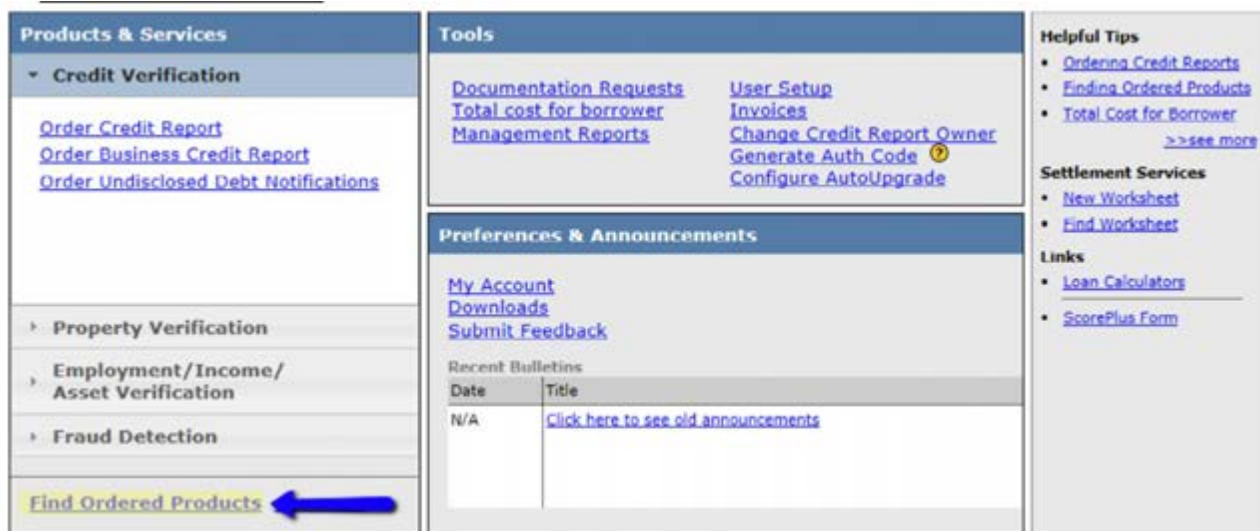 Products & Services
Credit Verification
Order Credit Report
Order Business Credit Report
Order Undisclosed Debt Notifications
Property Verification
Employment/Income/
Asset Verification
Fraud Detection
Find Ordered Products
Tools
Documentation Requests
Total cost for borrower
Management Reports
User Setup
Invoices
Change Credit Report Owner
Generate Auth Code ?
Configure AutoUpgrade
Preferences & Announcements
My Account
Downloads
Submit Feedback
Recent Bulletins
Date Title
N/A Click here to see old announcements
Helpful Tips
• Ordering Credit Reports
• Finding Ordered Products
• Total Cost for Borrower
>>see more
Settlement Services
• New Worksheet
• Find Worksheet
Links
• Loan Calculators
• ScorePlus Form